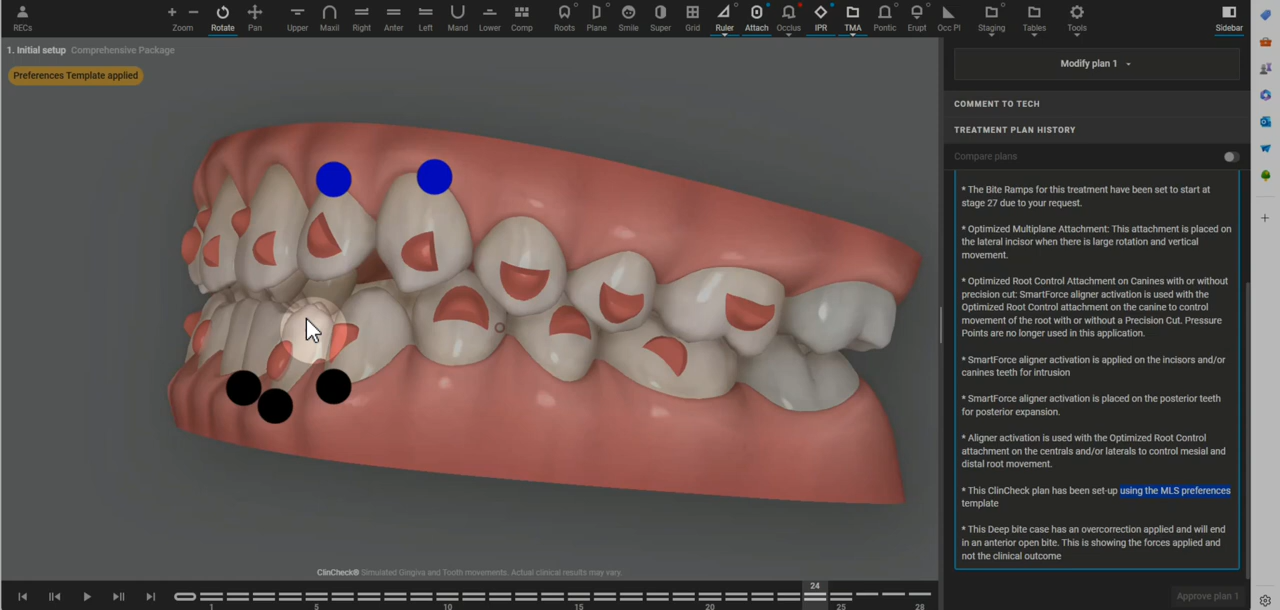 RECs
Zoom
Rotate
Pan
Upper
Maxil
Right
Anter
Left
Mand
Lower
Comp
Roots
Plane
Smile
Super
Grid
Ruler
Attach
Occlus
IPR
TMA
Pontic
Erupt
Occ Pl
Staging
Tables
Tools
Sidebar
1. Initial setup Comprehensive Package
Preferences Template applied
Modify plan 1
COMMENT TO TECH
TREATMENT PLAN HISTORY
Compare plans
* The Bite Ramps for this treatment have been set to start at
stage 27 due to your request.
* Optimized Multiplane Attachment: This attachment is placed on
the lateral incisor when there is large rotation and vertical
movement.
* Optimized Root Control Attachment on Canines with or without
precision cut: SmartForce aligner activation is used with the
Optimized Root Control attachment on the canine to control
movement of the root with or without a Precision Cut. Pressure
Points are no longer used in this application.
* SmartForce aligner activation is applied on the incisors and/or
canines teeth for intrusion
* SmartForce aligner activation is placed on the posterior teeth
for posterior expansion.
* Aligner activation is used with the Optimized Root Control
attachment on the centrals and/or laterals to control mesial and
distal root movement.
* This ClinCheck plan has been set-up using the MLS preferences
template
* This Deep bite case has an overcorrection applied and will end
in an anterior open bite. This is showing the forces applied and
not the clinical outcome
ClinCheck® Simulated Gingiva and Tooth movements. Actual clinical results may vary.
24
1
5
10
15
20
25
28
Approve plan 1